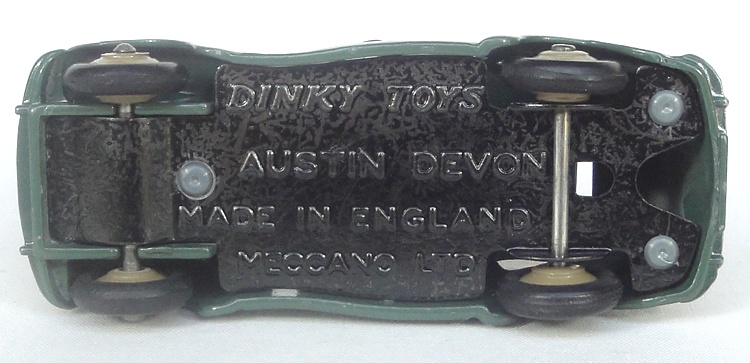 DINKY TOYS
AUSTIN DEVON
MADE IN ENGLAND
MECCANO LTD